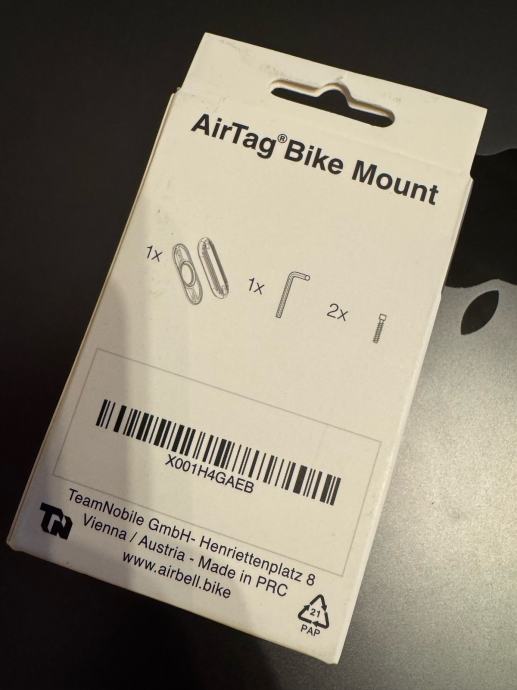 AirTag®Bike Mount
1x
1x
2x
X001H4GAEB
TN
TeamNobile GmbH- Henriettenplatz 8
Vienna / Austria - Made in PRC
www.airbell.bike
21
PAP